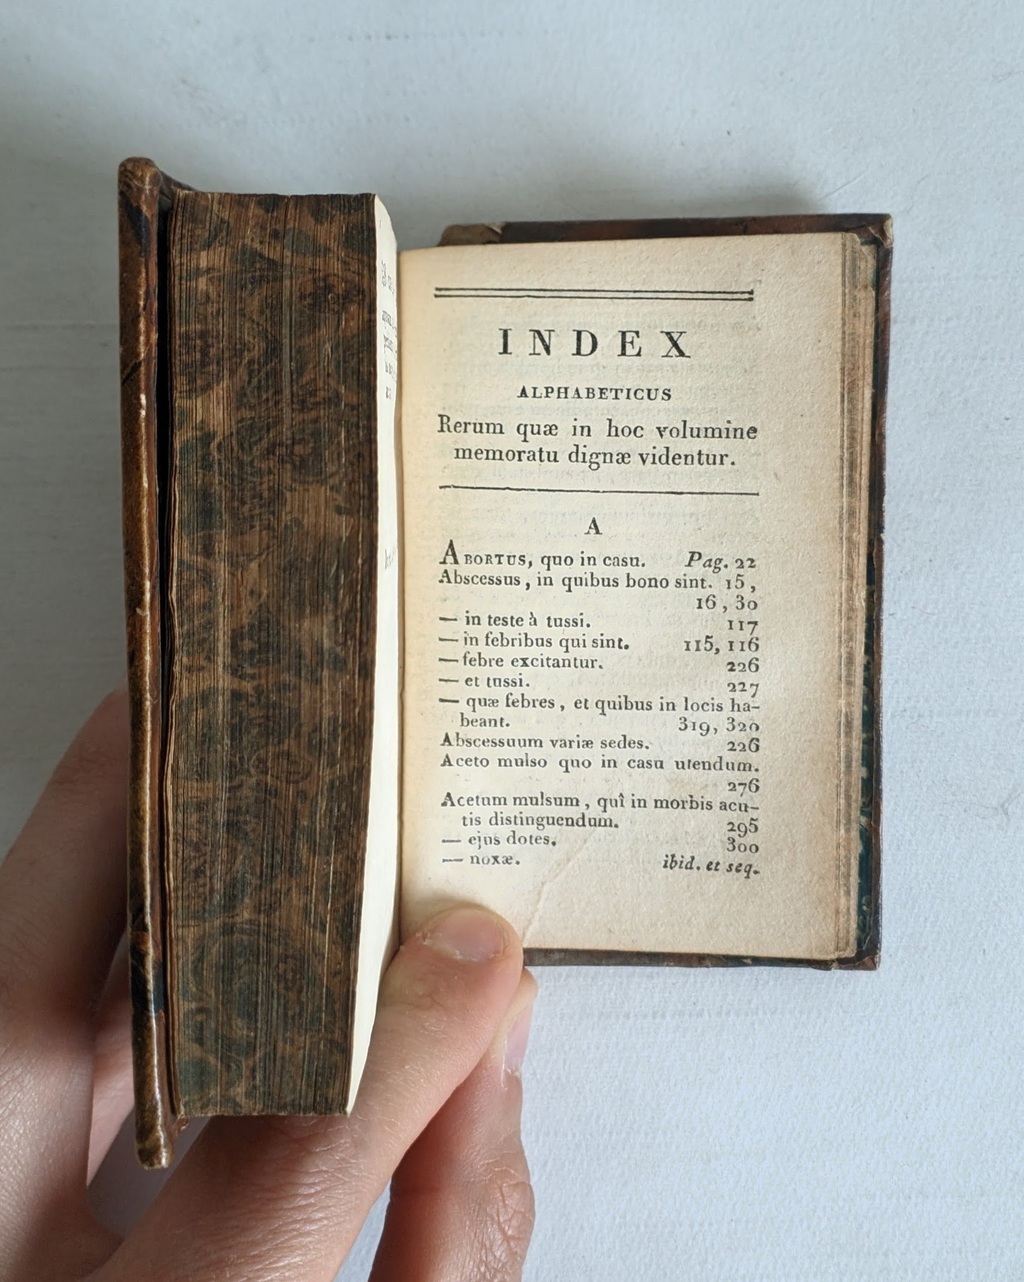 INDEX
ALPHABETICUS
Rerum quæ in hoc volumine
memoratu dignæ videntur.
A
ABORTUS, quo in casu. Pag. 22
Abscessus, in quibus bono sint. 15,
16, 30
— in teste à tussi. 117
— in febribus qui sint. 115, 116
— febre excitantur. 226
— et tussi. 227
— quæ febres, et quibus in locis ha-
beant. 319, 320
Abscessuum variæ sedes. 226
Aceto mulso quo in casu utendum.
276
Acetum mulsum, quî in morbis acu-
tis distinguendum. 295
— ejus dotes. 300
— noxæ. ibid. et seq.